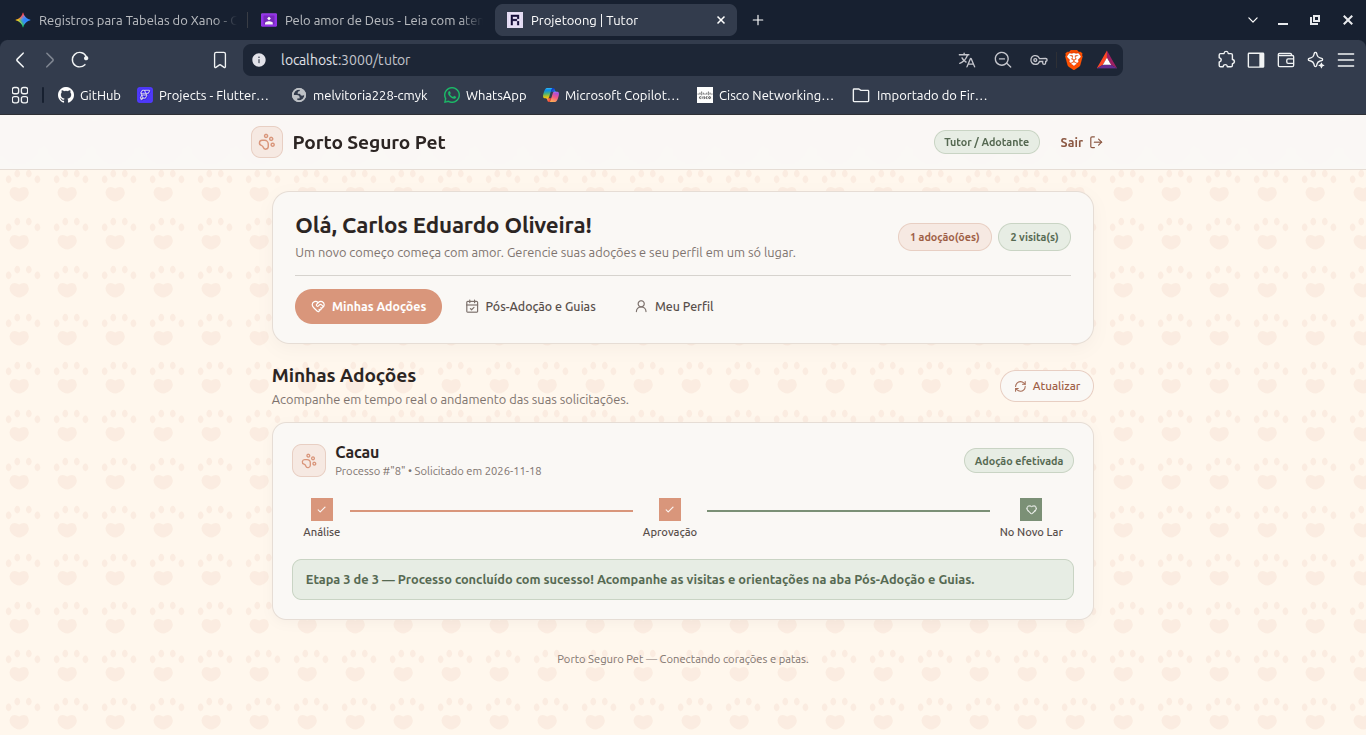 Registros para Tabelas do Xano - 
Pelo amor de Deus - Leia com ate
Projetoong | Tutor
localhost:3000/tutor
GitHub
Projects - Flutter...
melvitoria228-cmyk
WhatsApp
Microsoft Copilot...
Cisco Networking...
Importado do Fir...
Porto Seguro Pet
Tutor / Adotante
Sair
Olá, Carlos Eduardo Oliveira!
Um novo começo começa com amor. Gerencie suas adoções e seu perfil em um só lugar.
1 adoção(ões)
2 visita(s)
Minhas Adoções
Pós-Adoção e Guias
Meu Perfil
Minhas Adoções
Acompanhe em tempo real o andamento das suas solicitações.
Atualizar
Cacau
Processo #"8" • Solicitado em 2026-11-18
Adoção efetivada
Análise
Aprovação
No Novo Lar
Etapa 3 de 3 — Processo concluído com sucesso! Acompanhe as visitas e orientações na aba Pós-Adoção e Guias.
Porto Seguro Pet — Conectando corações e patas.